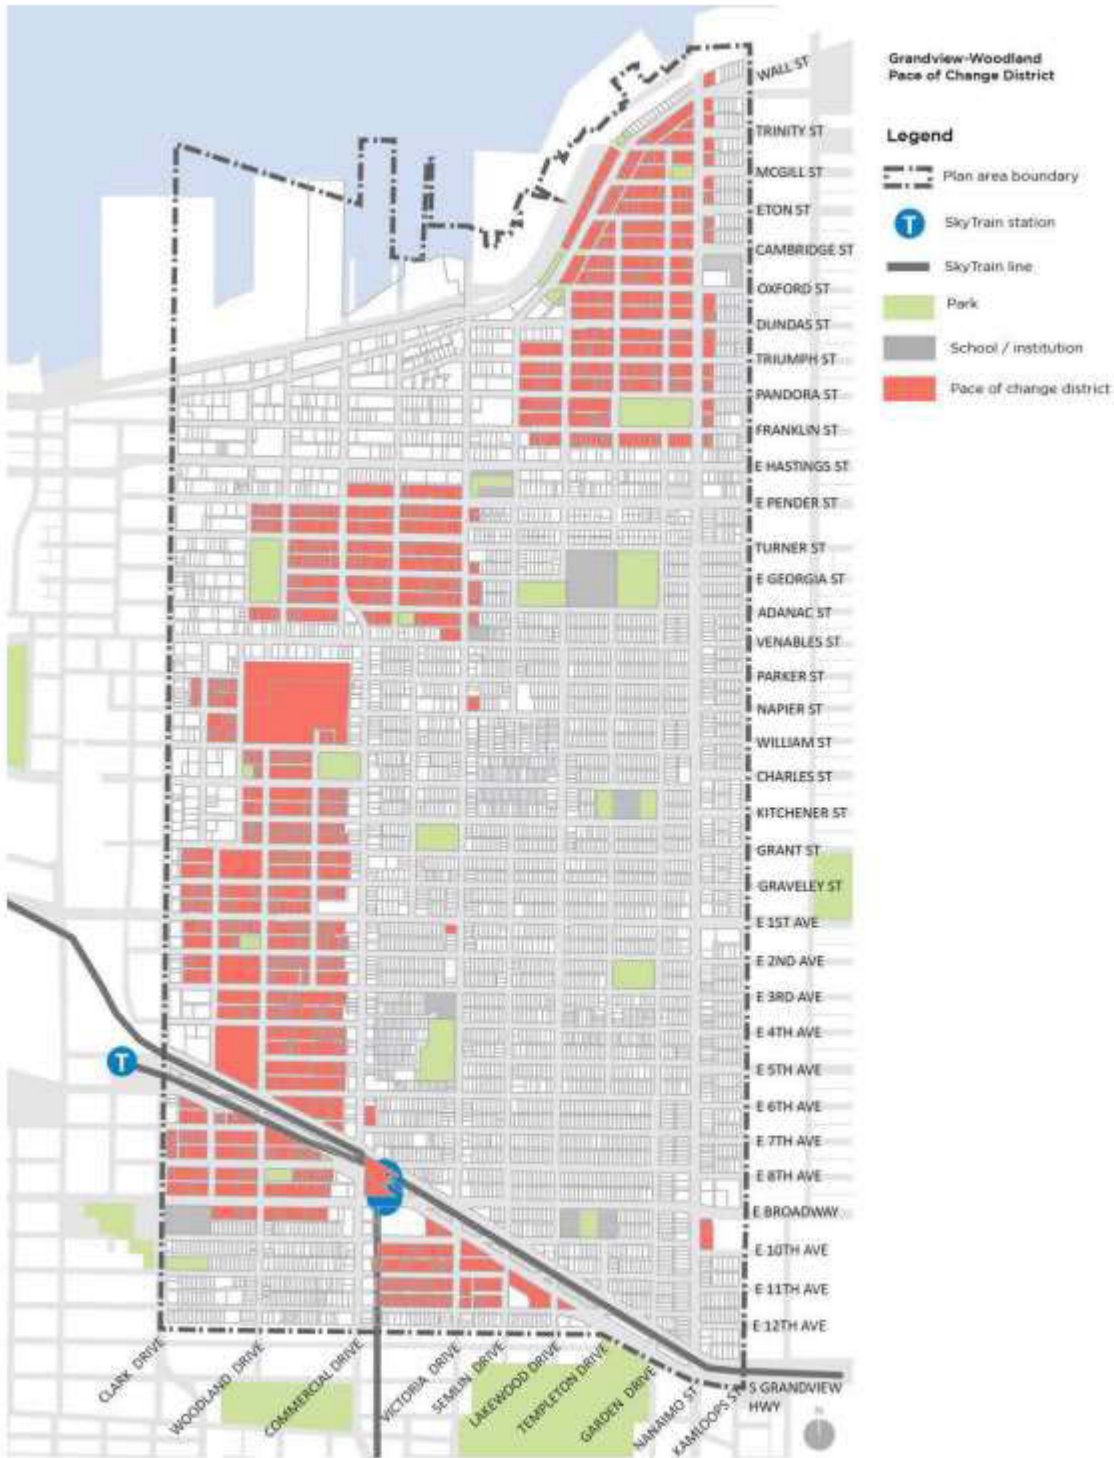 Grandview-Woodland
Pace of Change District
Legend
Plan area boundary
T
SkyTrain station
SkyTrain line
Park
School / institution
Pace of change district
WALL ST
TRINITY ST
MCGILL ST
ETON ST
CAMBRIDGE ST
OXFORD ST
DUNDAS ST
TRIUMPH ST
PANDORA ST
FRANKLIN ST
E HASTINGS ST
E PENDER ST
TURNER ST
E GEORGIA ST
ADANAC ST
VENABLES ST
PARKER ST
NAPIER ST
WILLIAM ST
CHARLES ST
KITCHENER ST
GRANT ST
GRAVELEY ST
E 1ST AVE
E 2ND AVE
E 3RD AVE
E 4TH AVE
E 5TH AVE
T
E 6TH AVE
E 7TH AVE
E 8TH AVE
E BROADWAY
E 10TH AVE
E 11TH AVE
E 12TH AVE
CLARK DRIVE
WOODLAND DRIVE
COMMERCIAL DRIVE
VICTORIA DRIVE
SEMLIN DRIVE
LAKEWOOD DRIVE
TEMPLETON DRIVE
GARDEN DRIVE
NANAIMO ST
KAMLOOPS ST
S GRANDVIEW
HWY
N